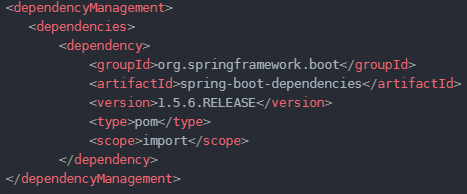 <dependencyManagement>
<dependencies>
<dependency>
<groupId>org.springframework.boot</groupId>
<artifactId>spring-boot-dependencies</artifactId>
<version>1.5.6.RELEASE</version>
<type>pom</type>
<scope>import</scope>
</dependency>
</dependencyManagement>